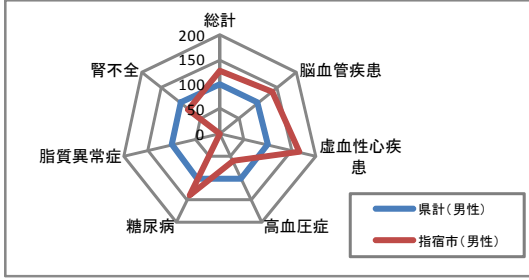 総計
200
150
100
50
0
脳血管疾患
虚血性心疾
患
高血圧症
糖尿病
脂質異常症
腎不全
県計(男性)
指宿市(男性)